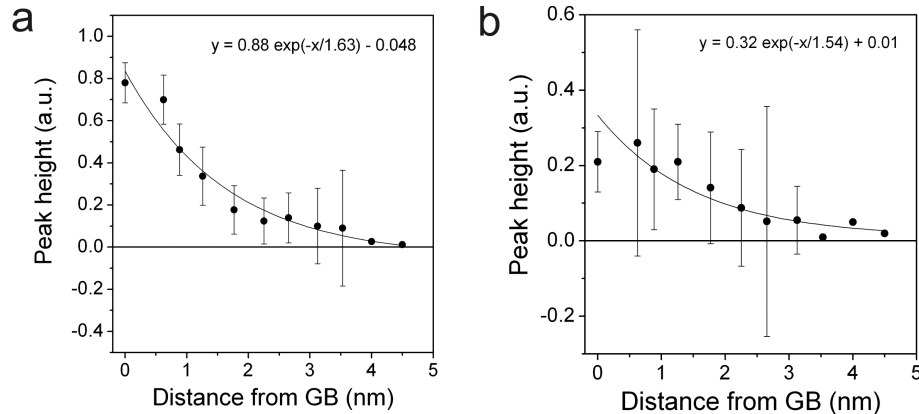 a
y = 0.88 exp(-x/1.63) - 0.048
Peak height (a.u.)
1.0
0.8
0.6
0.4
0.2
0.0
-0.2
-0.4
0 1 2 3 4 5
Distance from GB (nm)
b
y = 0.32 exp(-x/1.54) + 0.01
Peak height (a.u.)
0.6
0.4
0.2
0.0
-0.2
0 1 2 3 4 5
Distance from GB (nm)